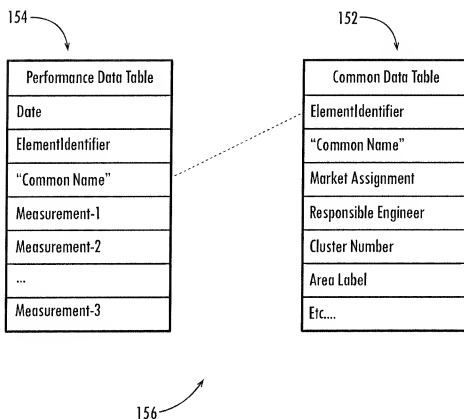 154
152
Performance Data Table
Date
ElementIdentifier
“Common Name”
Measurement-1
Measurement-2
...
Measurement-3
Common Data Table
ElementIdentifier
“Common Name”
Market Assignment
Responsible Engineer
Cluster Number
Area Label
Etc....
156